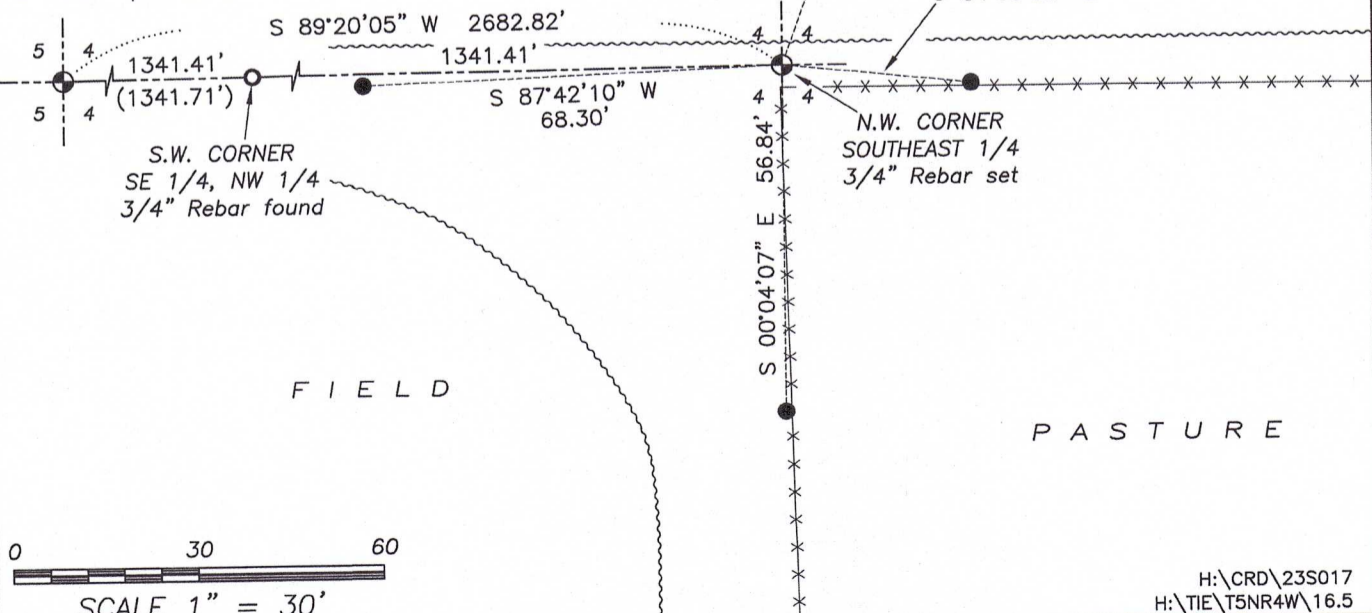 S 89°20'05" W 2682.82'
5 4
1341.41'
1341.41'
4 4
(1341.71')
5 4
S 87°42'10" W
68.30'
4 4
S.W. CORNER
SE 1/4, NW 1/4
3/4" Rebar found
N.W. CORNER
SOUTHEAST 1/4
3/4" Rebar set
S 00°04'07" E 56.84'
FIELD
PASTURE
0 30 60
SCALE 1" = 30'
H:\CRD\23S017
H:\TIE\T5NR4W\16.5